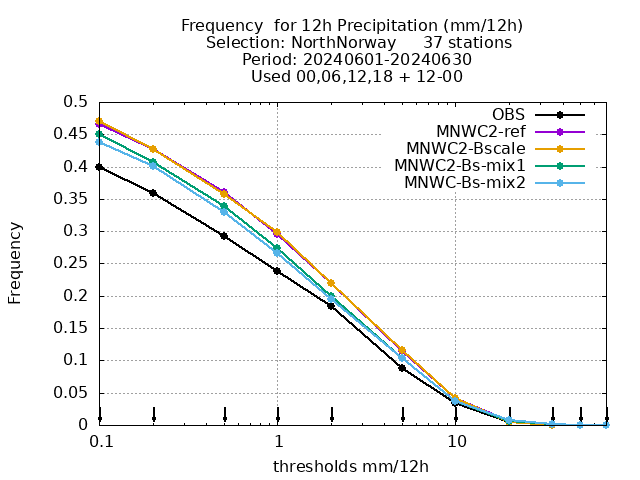 Frequency  for 12h Precipitation (mm/12h)
Selection: NorthNorway     37 stations
Period: 20240601-20240630
Used 00,06,12,18 + 12-00
OBS
MNWC2-ref
MNWC2-Bscale
MNWC2-Bs-mix1
MNWC-Bs-mix2
Frequency
0.5
0.45
0.4
0.35
0.3
0.25
0.2
0.15
0.1
0.05
0
0.1 1 10
thresholds mm/12h